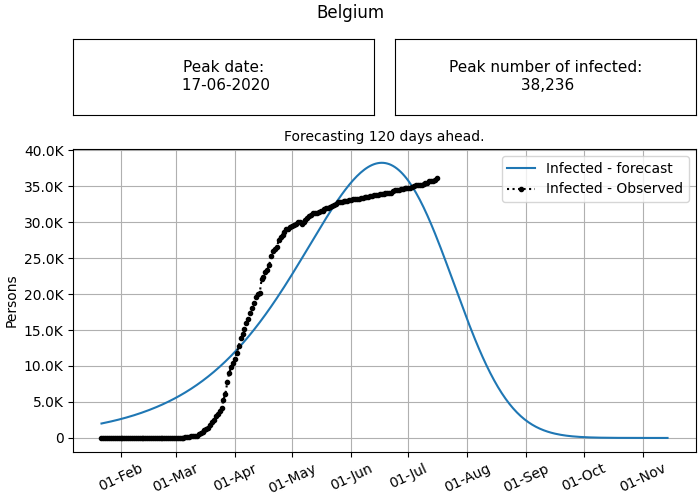 Belgium
Peak date:
17-06-2020
Peak number of infected:
38,236
Forecasting 120 days ahead.
Infected - forecast
Infected - Observed
Persons
40.0K
35.0K
30.0K
25.0K
20.0K
15.0K
10.0K
5.0K
0
01-Feb
01-Mar
01-Apr
01-May
01-Jun
01-Jul
01-Aug
01-Sep
01-Oct
01-Nov